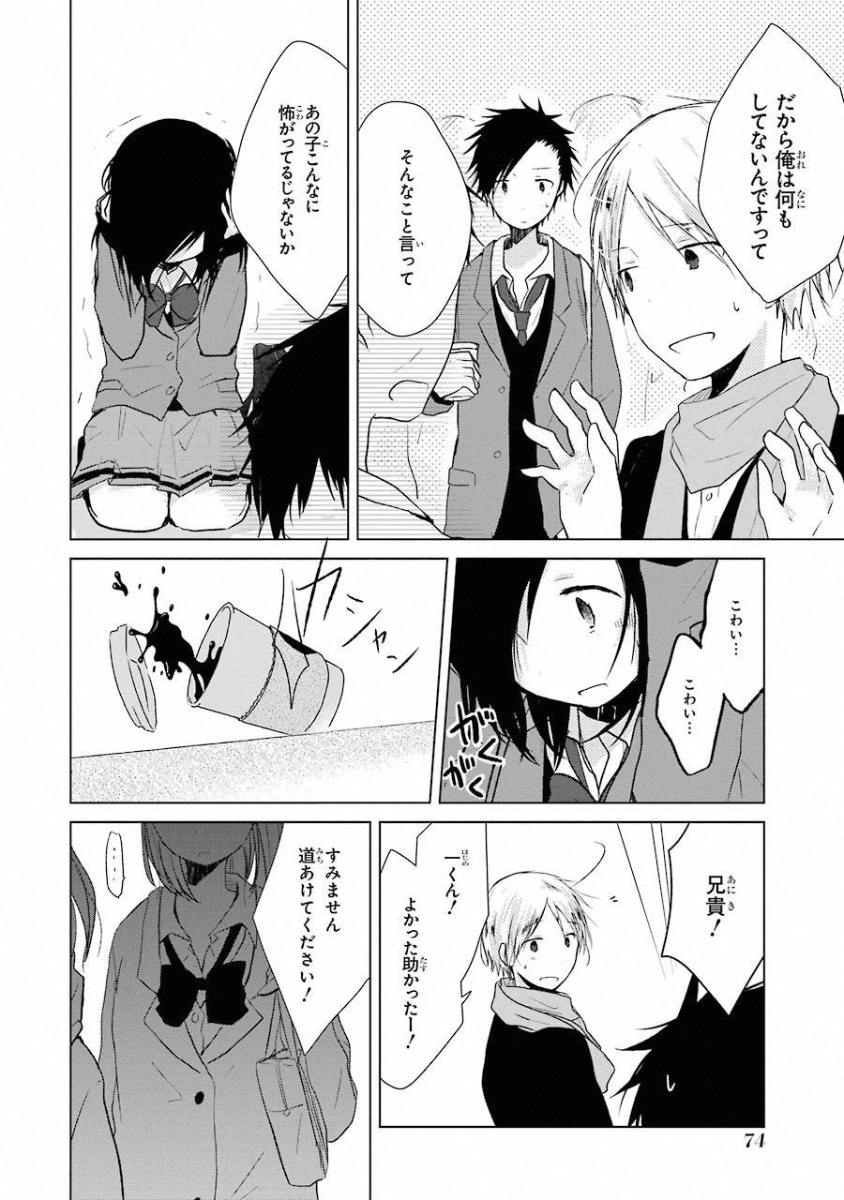 だから俺は何も
してないんですって
そんなこと言って
あの子こんなに
怖がってるじゃないか
こわい…
こわい…
がく
がく
ガシャン
兄貴！
一くん！
よかった助かったー！
すみません
道あけてください！
……
74